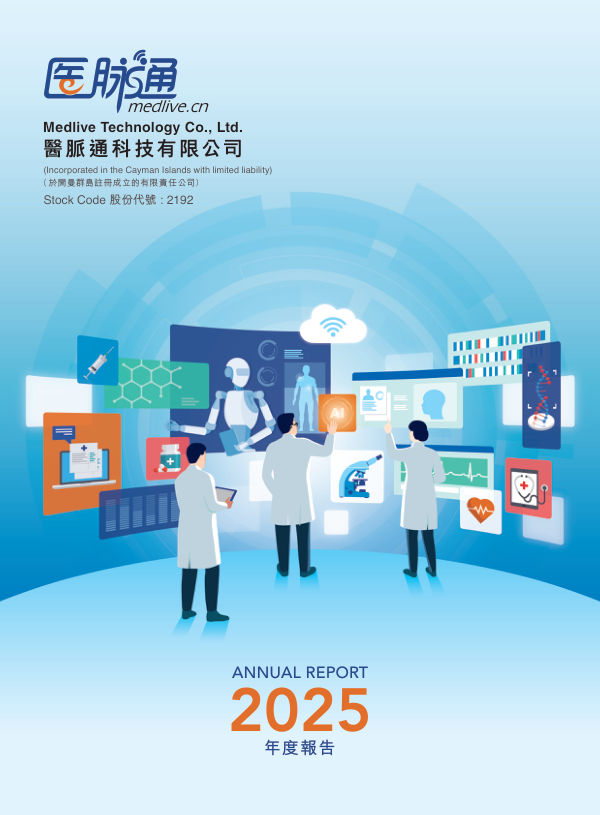 医脉通
medlive.cn
Medlive Technology Co., Ltd.
醫脈通科技有限公司
(Incorporated in the Cayman Islands with limited liability)
(於開曼群島註冊成立的有限責任公司)
Stock Code 股份代號 : 2192
AI
ANNUAL REPORT
2025
年度報告